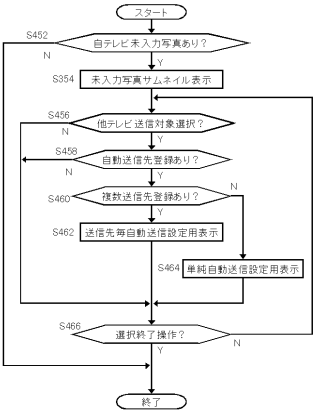 スタート
S452
自テレビ未入力写真あり？
N
Y
S354
未入力写真サムネイル表示
S456
他テレビ送信対象選択？
N
Y
S458
自動送信先登録あり？
N
Y
S460
複数送信先登録あり？
N
Y
S462
送信先毎自動送信設定用表示
S464
単純自動送信設定用表示
S466
選択終了操作？
N
Y
終了